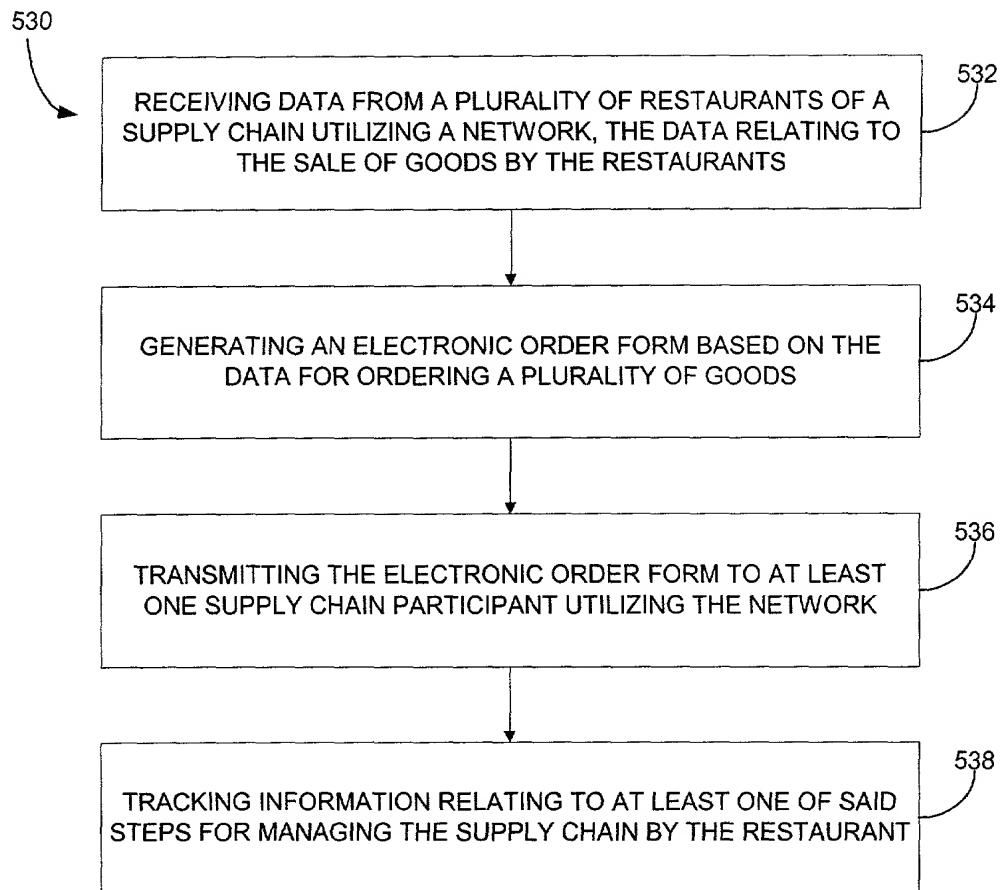 530
532
RECEIVING DATA FROM A PLURALITY OF RESTAURANTS OF A
SUPPLY CHAIN UTILIZING A NETWORK, THE DATA RELATING TO
THE SALE OF GOODS BY THE RESTAURANTS
534
GENERATING AN ELECTRONIC ORDER FORM BASED ON THE
DATA FOR ORDERING A PLURALITY OF GOODS
536
TRANSMITTING THE ELECTRONIC ORDER FORM TO AT LEAST
ONE SUPPLY CHAIN PARTICIPANT UTILIZING THE NETWORK
538
TRACKING INFORMATION RELATING TO AT LEAST ONE OF SAID
STEPS FOR MANAGING THE SUPPLY CHAIN BY THE RESTAURANT